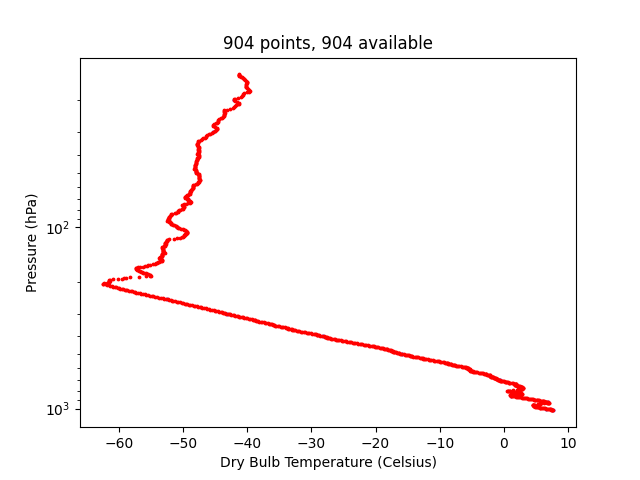 904 points, 904 available
Pressure (hPa)
10²
10³
−60 −50 −40 −30 −20 −10 0 10
Dry Bulb Temperature (Celsius)